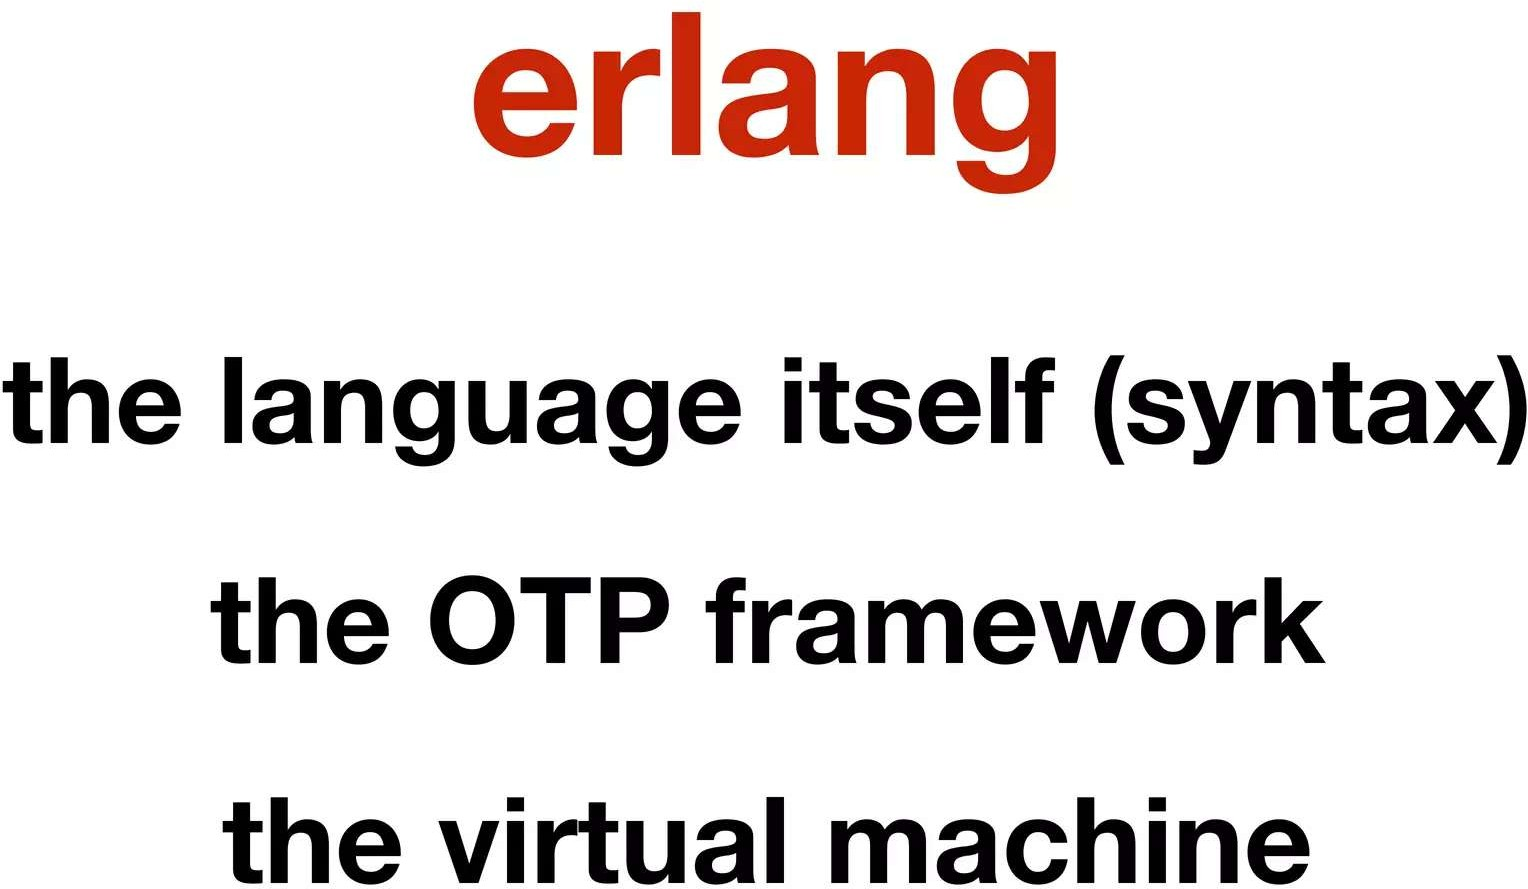 erlang
the language itself (syntax)
the OTP framework
the virtual machine